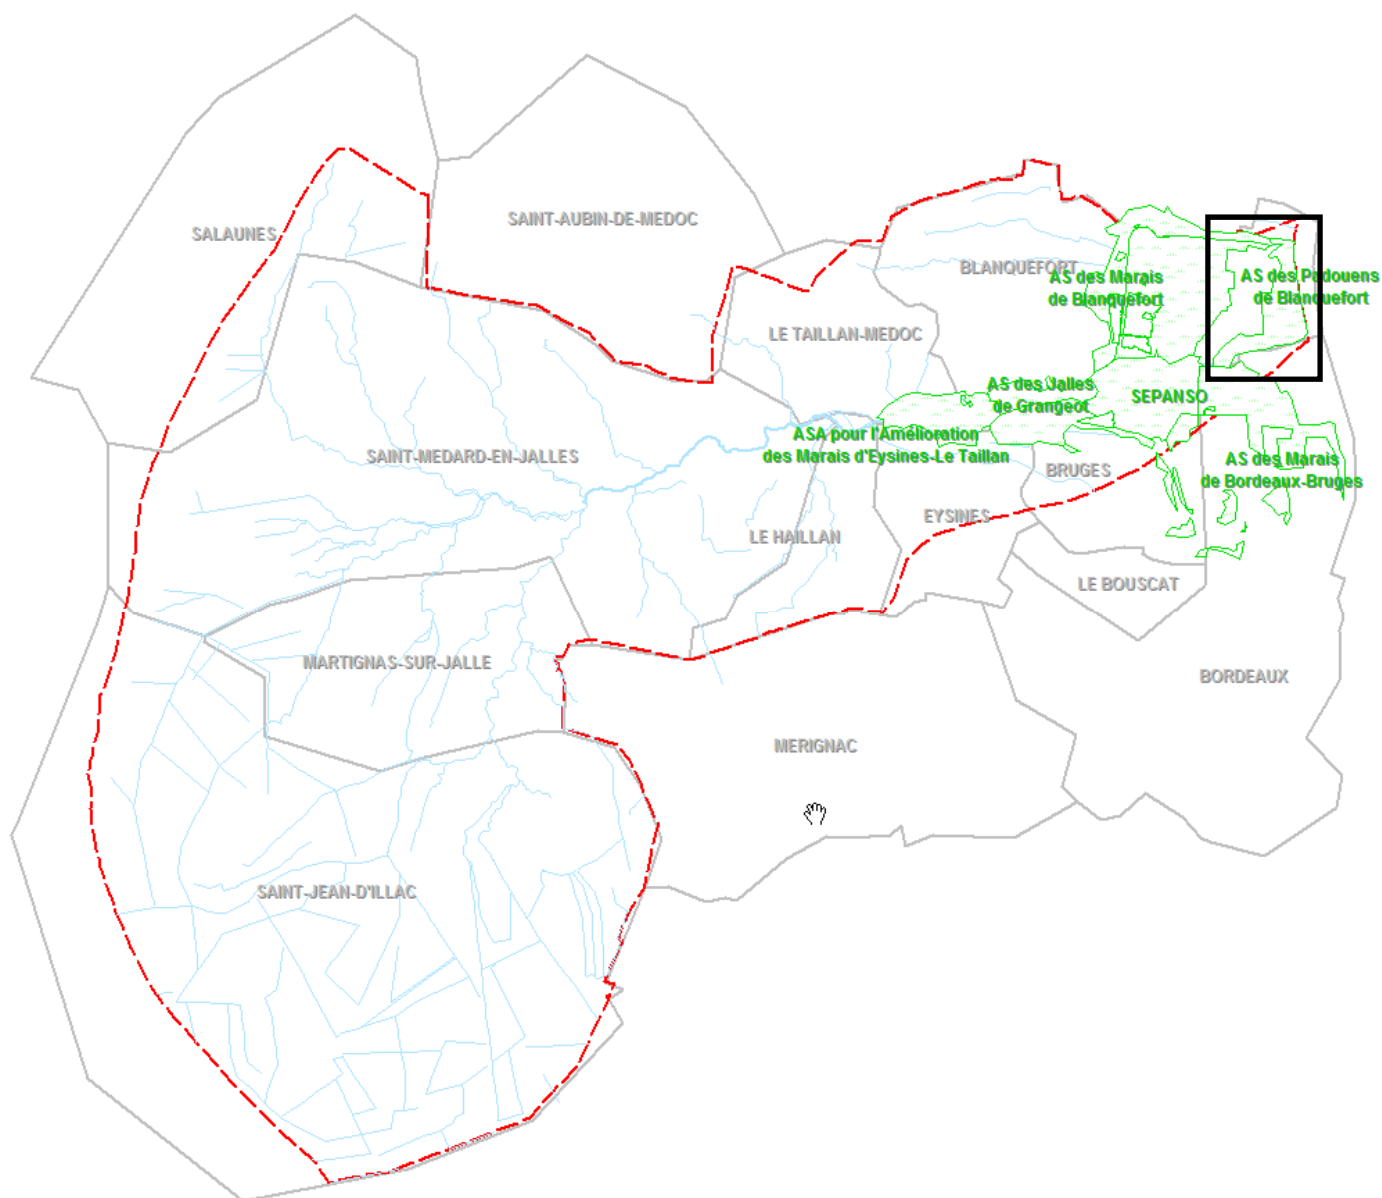 SALAUNES
SAINT-AUBIN-DE-MEDOC
BLANQUEFORT
AS des Marais
de Blanquefort
AS des Padouens
de Blanquefort
LE TAILLAN-MEDOC
AS des Jalles
de Grangeot
SEPANSO
ASA pour l'Amélioration
des Marais d'Eysines-Le Taillan
SAINT-MEDARD-EN-JALLES
BRUGES
AS des Marais
de Bordeaux-Bruges
EYSINES
LE HAILLAN
LE BOUSCAT
MARTIGNAS-SUR-JALLE
BORDEAUX
MERIGNAC
SAINT-JEAN-D'ILLAC